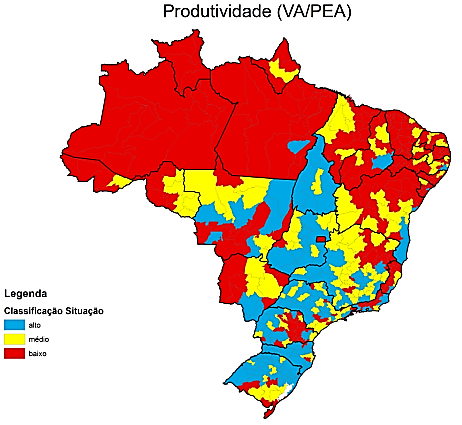 Produtividade (VA/PEA)
Legenda
Classificação Situação
alto
médio
baixo